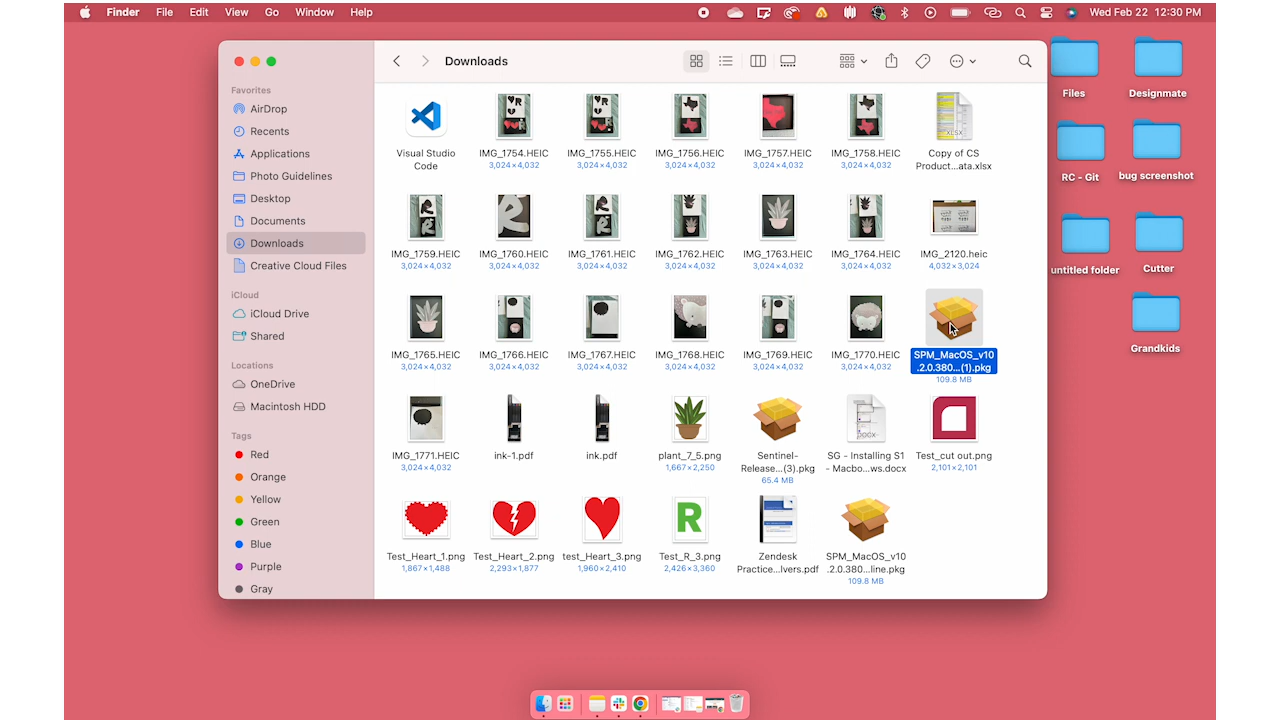 Finder File Edit View Go Window Help Wed Feb 22 12:30 PM
Downloads
Favorites
AirDrop
Recents
Applications
Photo Guidelines
Desktop
Documents
Downloads
Creative Cloud Files
iCloud
iCloud Drive
Shared
Locations
OneDrive
Macintosh HDD
Tags
Red
Orange
Yellow
Green
Blue
Purple
Gray
Visual Studio IMG_1754.HEIC IMG_1755.HEIC IMG_1756.HEIC IMG_1757.HEIC IMG_1758.HEIC Copy of CS
Code 3,024×4,032 3,024×4,032 3,024×4,032 3,024×4,032 3,024×4,032 Product...ata.xlsx
XLSX
IMG_1759.HEIC IMG_1760.HEIC IMG_1761.HEIC IMG_1762.HEIC IMG_1763.HEIC IMG_1764.HEIC IMG_2120.heic
3,024×4,032 3,024×4,032 3,024×4,032 3,024×4,032 3,024×4,032 3,024×4,032 4,032×3,024
IMG_1765.HEIC IMG_1766.HEIC IMG_1767.HEIC IMG_1768.HEIC IMG_1769.HEIC IMG_1770.HEIC SPM_MacOS_v10
3,024×4,032 3,024×4,032 3,024×4,032 3,024×4,032 3,024×4,032 3,024×4,032 .2.0.380...(1).pkg
109.8 MB
DOCX
IMG_1771.HEIC ink-1.pdf ink.pdf plant_7_5.png Sentinel- SG - Installing S1 Test_cut out.png
3,024×4,032 1,667×2,250 Release...(3).pkg - Macbo...ws.docx 2,101×2,101
65.4 MB
R
Test_Heart_1.png Test_Heart_2.png test_Heart_3.png Test_R_3.png Zendesk SPM_MacOS_v10
1,867×1,488 2,293×1,877 1,960×2,410 2,426×3,360 Practice...lvers.pdf .2.0.380...line.pkg
109.8 MB
Files Designmate
RC - Git bug screenshot
untitled folder Cutter
Grandkids